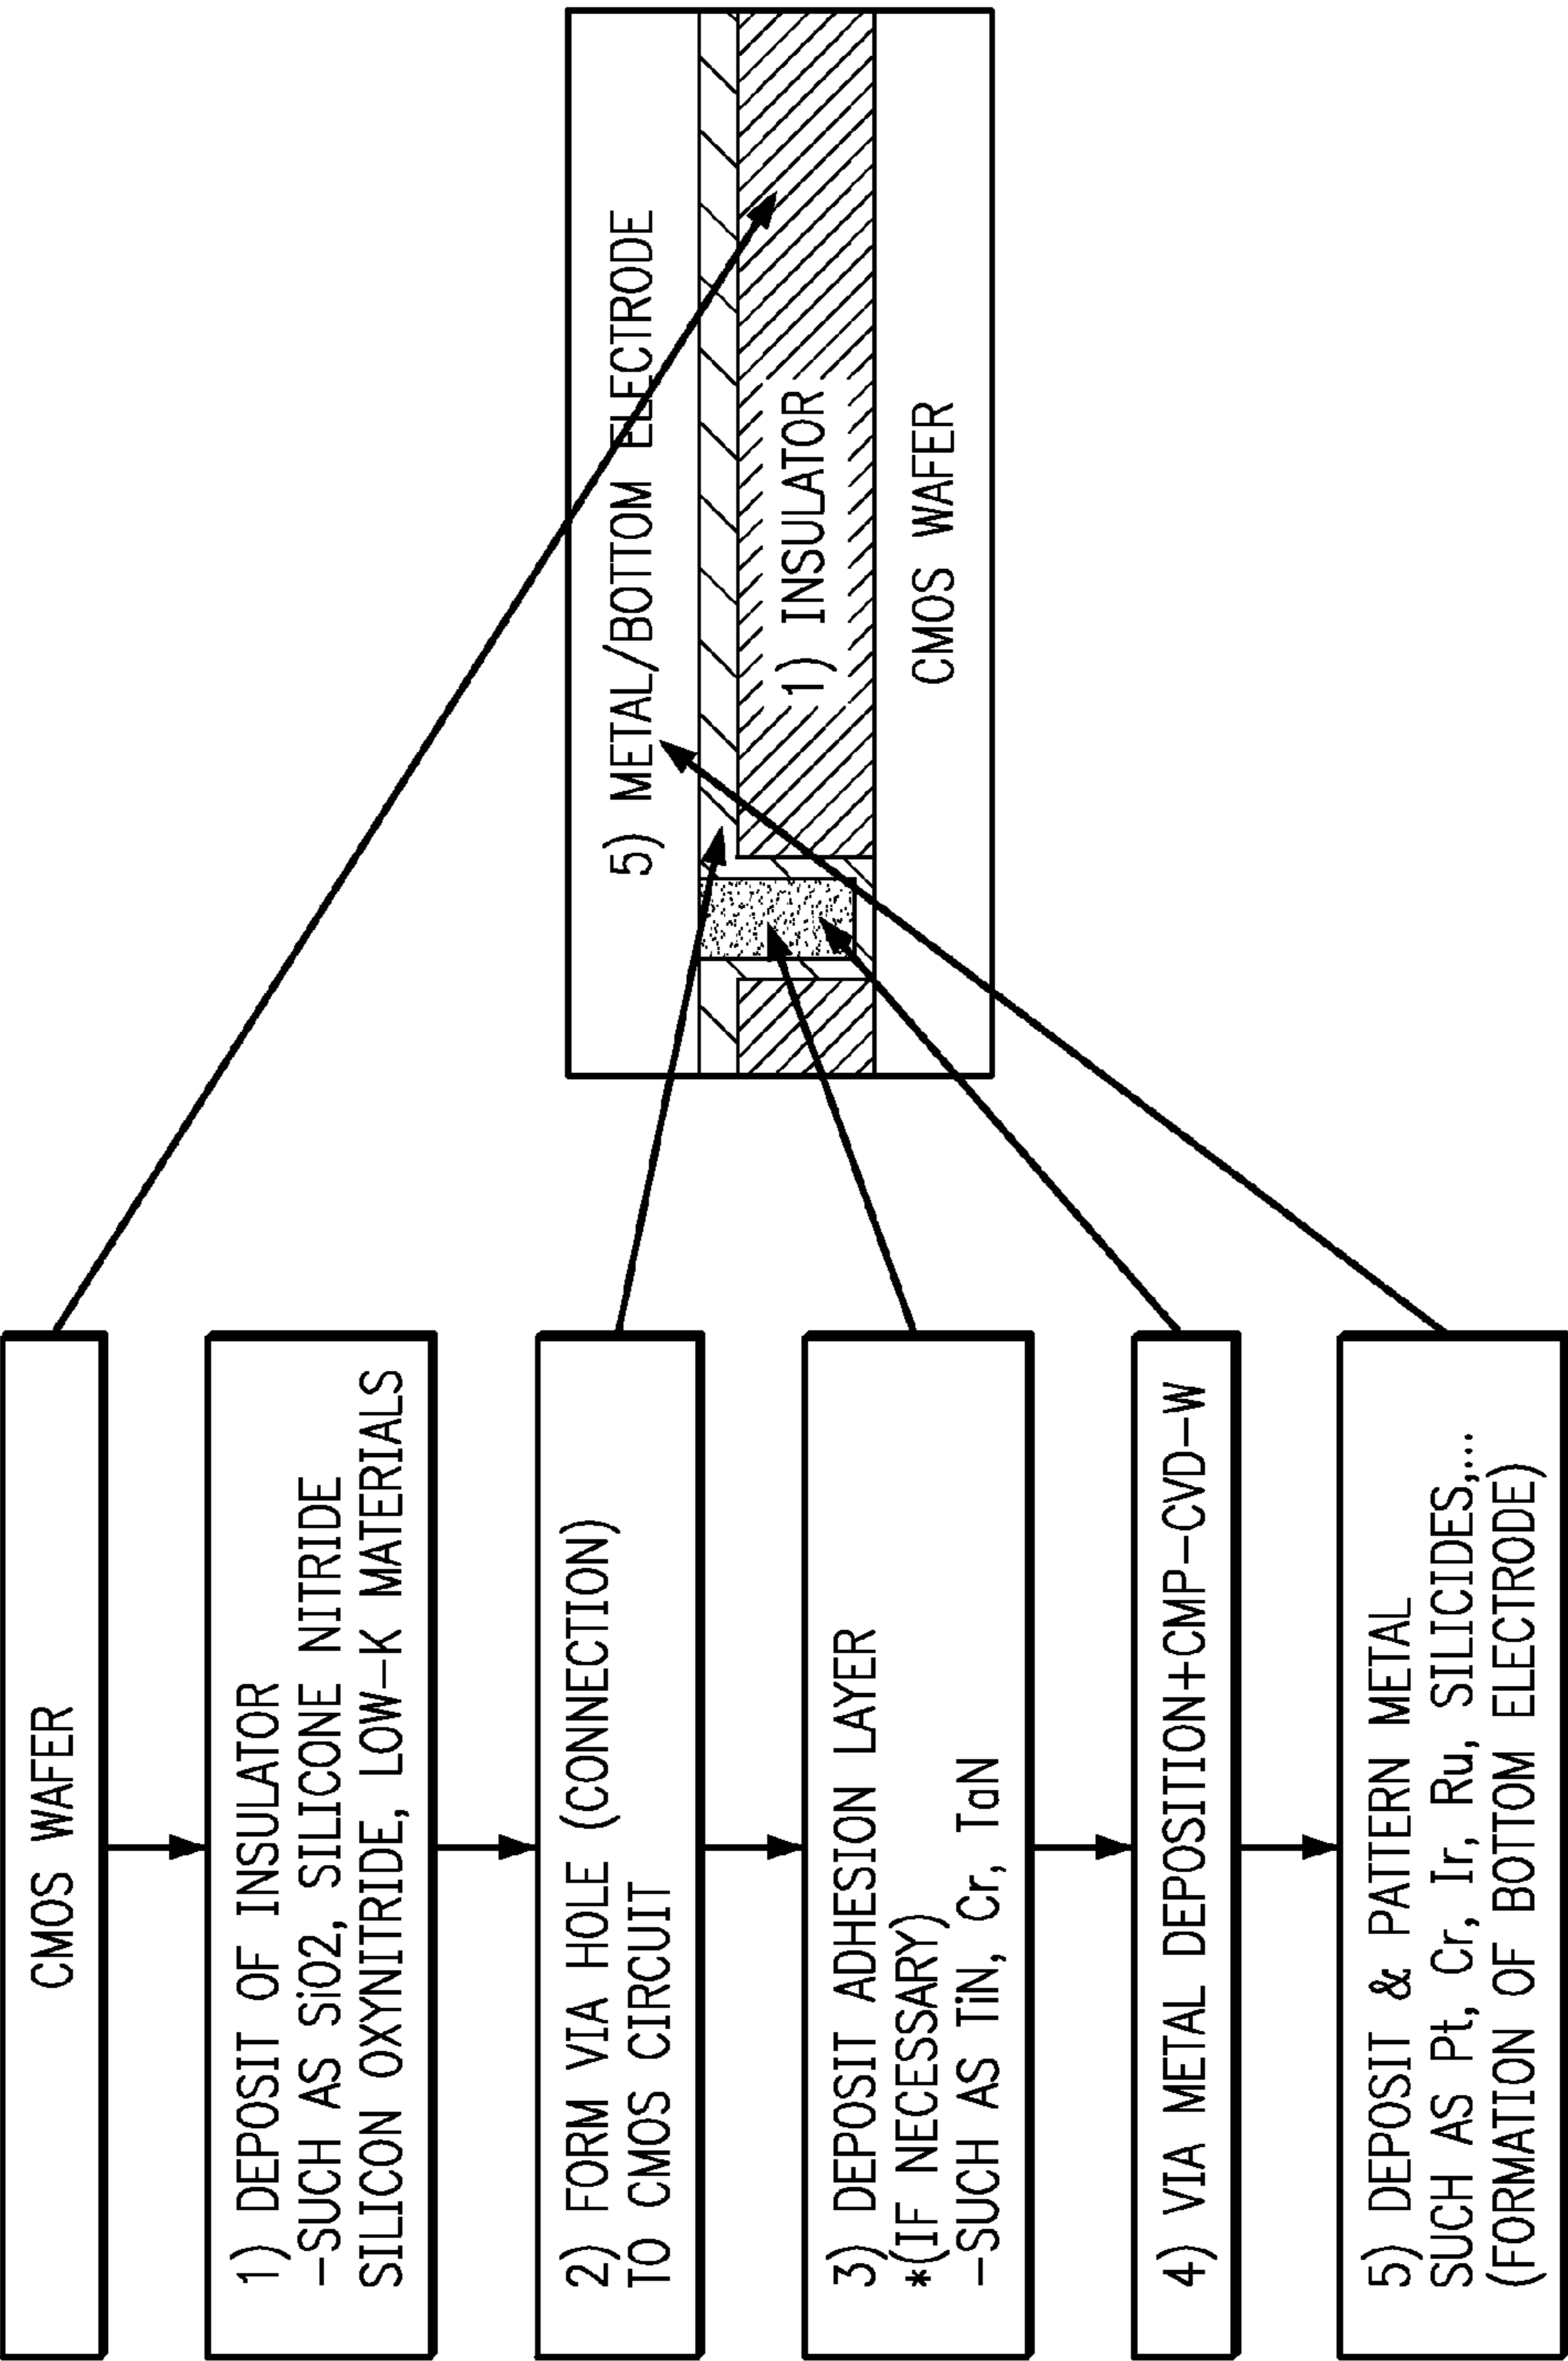 CMOS WAFER
1) DEPOSIT OF INSULATOR
-SUCH AS SiO2, SILICONE NITRIDE
SILICON OXYNITRIDE, LOW-K MATERIALS
2) FORM VIA HOLE (CONNECTION)
TO CMOS CIRCUIT
3) DEPOSIT ADHESION LAYER
*(IF NECESSARY)
-SUCH AS TiN, Cr, TaN
4) VIA METAL DEPOSITION+CMP-CVD-W
5) DEPOSIT & PATTERN METAL
SUCH AS Pt, Cr, Ir, Ru, SILICIDES,...
(FORMATION OF BOTTOM ELECTRODE)
5) METAL/BOTTOM ELECTRODE
1) INSULATOR
CMOS WAFER